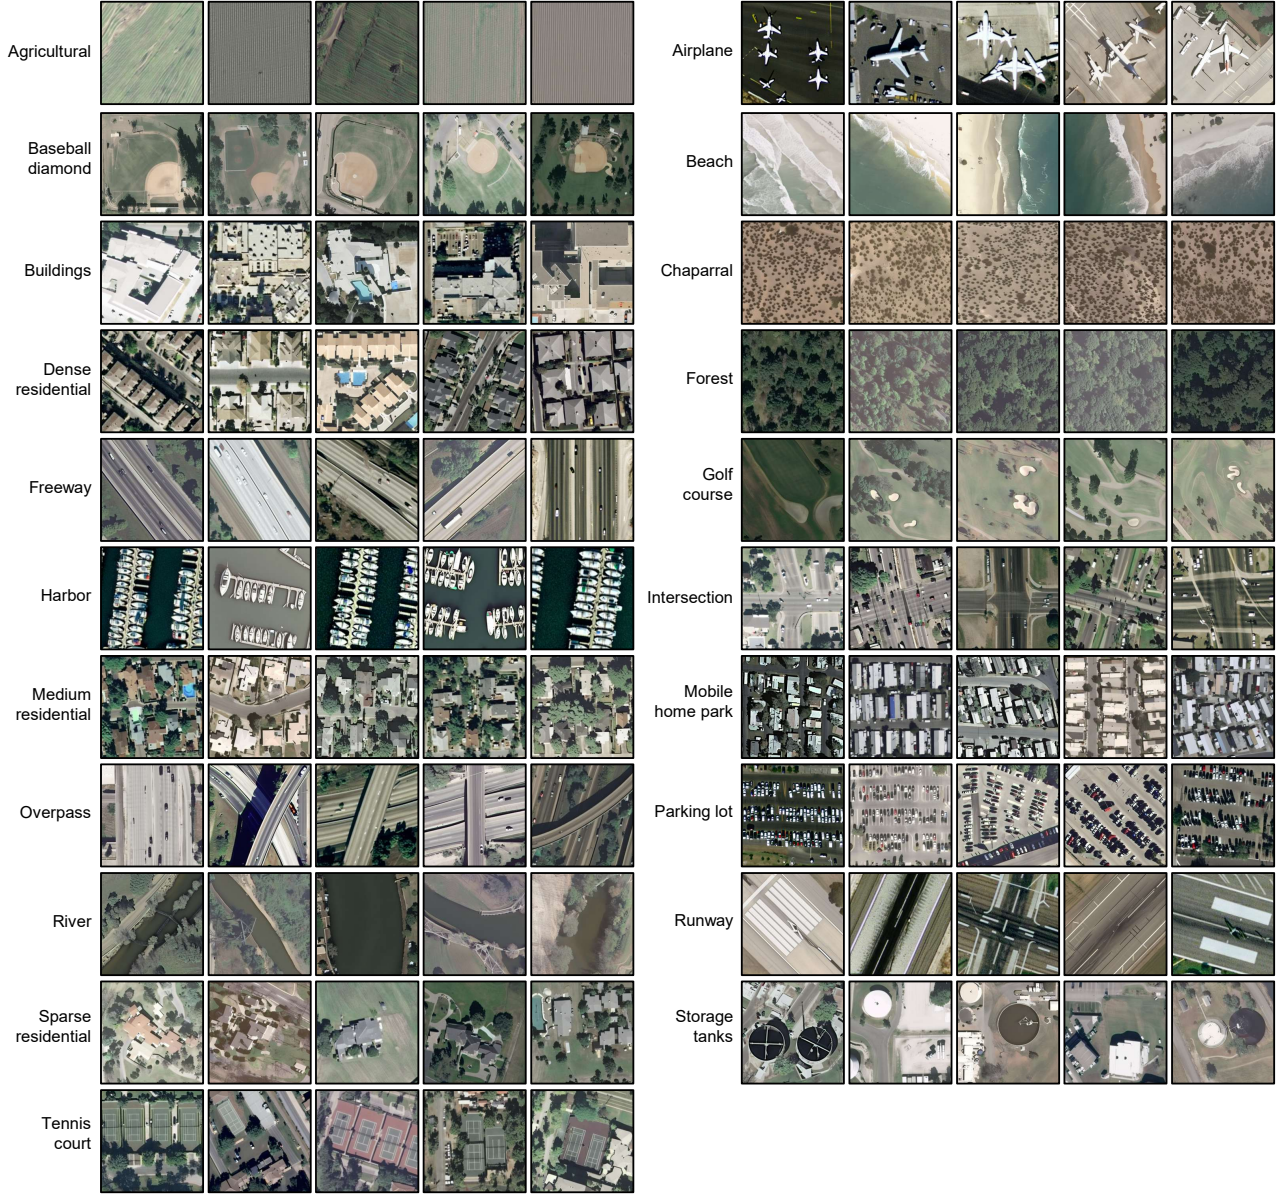 Agricultural
Airplane
Baseball
diamond
Beach
Buildings
Chaparral
Dense
residential
Forest
Freeway
Golf
course
Harbor
Intersection
Medium
residential
Mobile
home park
Overpass
Parking lot
River
Runway
Sparse
residential
Storage
tanks
Tennis
court